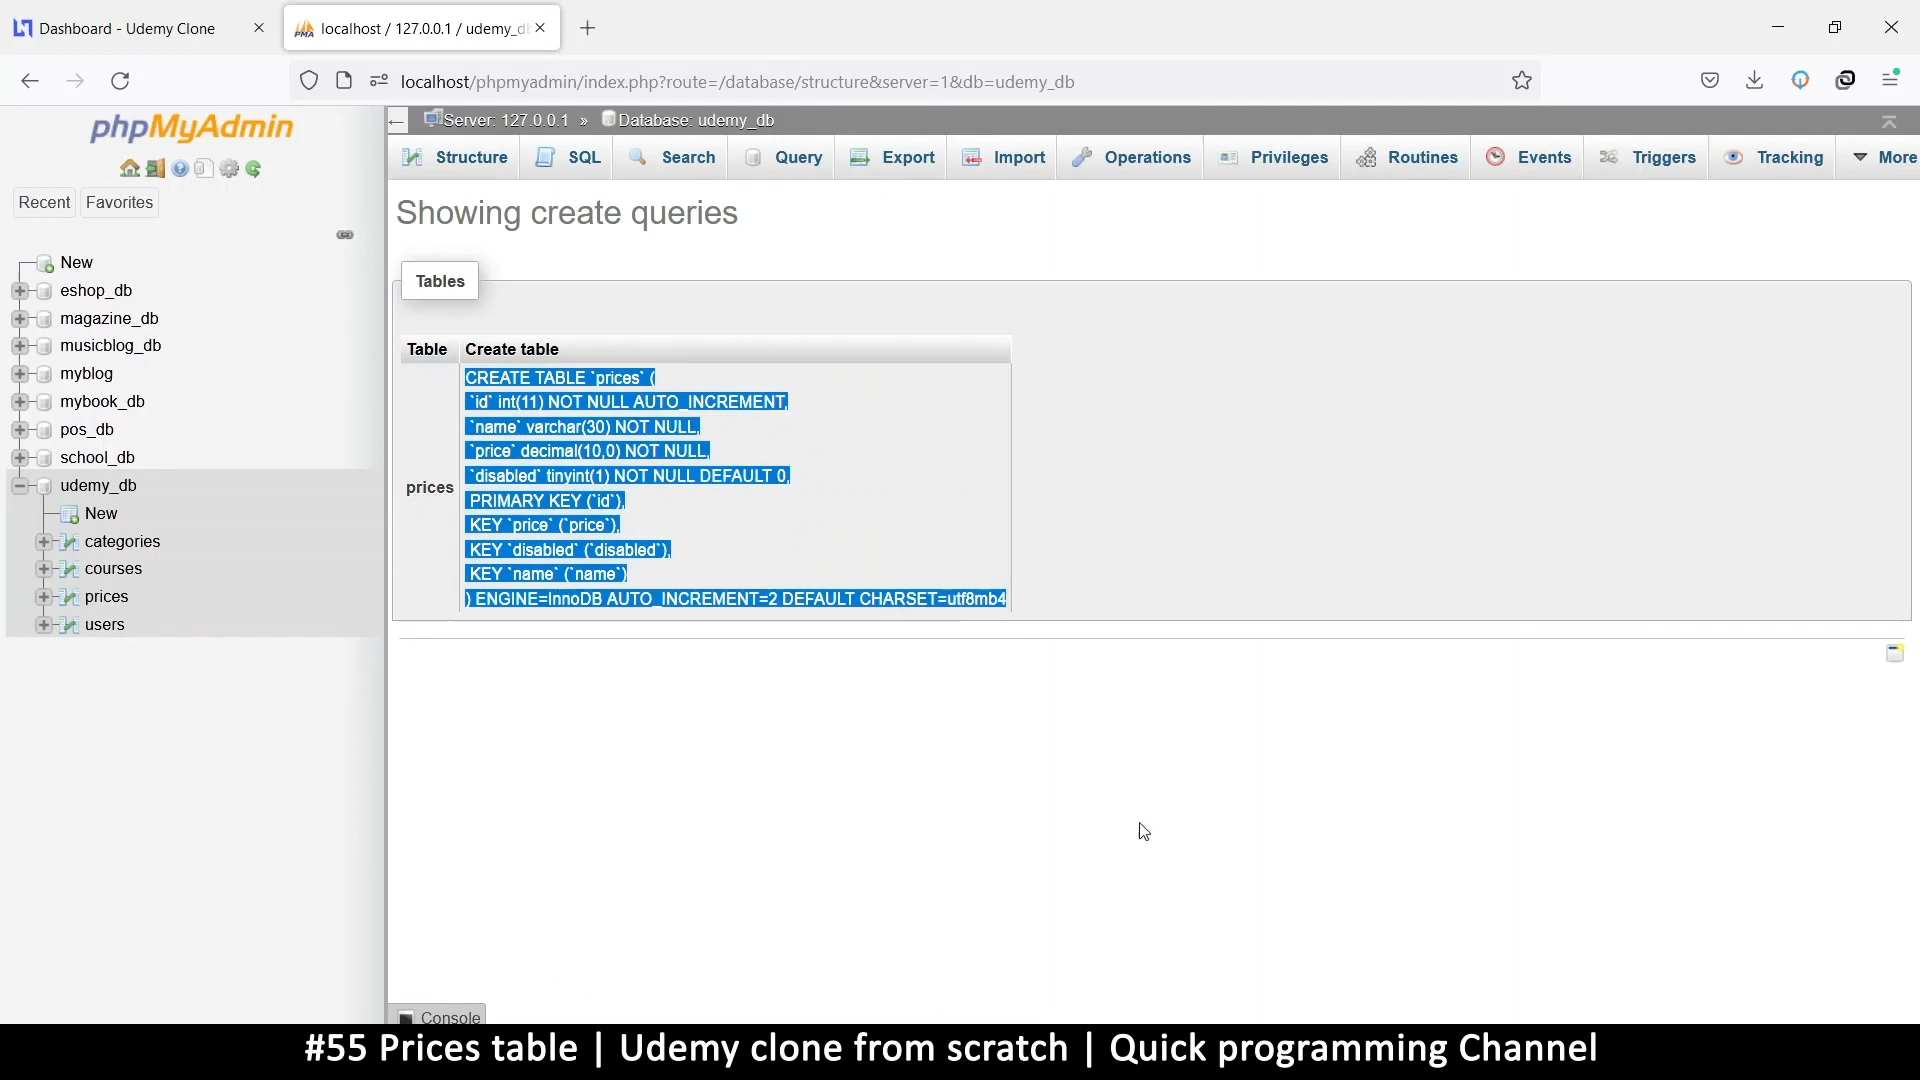 Dashboard - Udemy Clone
localhost / 127.0.0.1 / udemy_d
localhost/phpmyadmin/index.php?route=/database/structure&server=1&db=udemy_db
phpMyAdmin
Recent
Favorites
New
eshop_db
magazine_db
musicblog_db
myblog
mybook_db
pos_db
school_db
udemy_db
New
categories
courses
prices
users
Server: 127.0.0.1 » Database: udemy_db
Structure
SQL
Search
Query
Export
Import
Operations
Privileges
Routines
Events
Triggers
Tracking
More
Showing create queries
Tables
Table
Create table
prices
CREATE TABLE `prices` (
`id` int(11) NOT NULL AUTO_INCREMENT,
`name` varchar(30) NOT NULL,
`price` decimal(10,0) NOT NULL,
`disabled` tinyint(1) NOT NULL DEFAULT 0,
PRIMARY KEY (`id`),
KEY `price` (`price`),
KEY `disabled` (`disabled`),
KEY `name` (`name`)
) ENGINE=InnoDB AUTO_INCREMENT=2 DEFAULT CHARSET=utf8mb4
Console
#55 Prices table | Udemy clone from scratch | Quick programming Channel